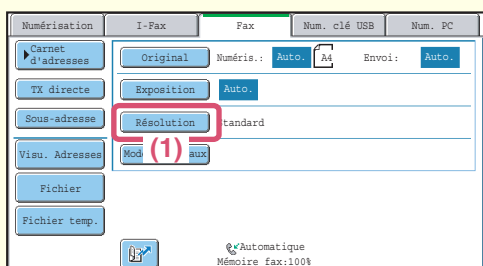 Numérisation I-Fax Fax Num. clé USB Num. PC
Carnet d'adresses
Original Numéris.: Auto. A4 Envoi: Auto.
TX directe
Exposition Auto.
Sous-adresse
Résolution Standard
(1)
Visu. Adresses
Fichier
Fichier temp.
Automatique
Mémoire fax:100%